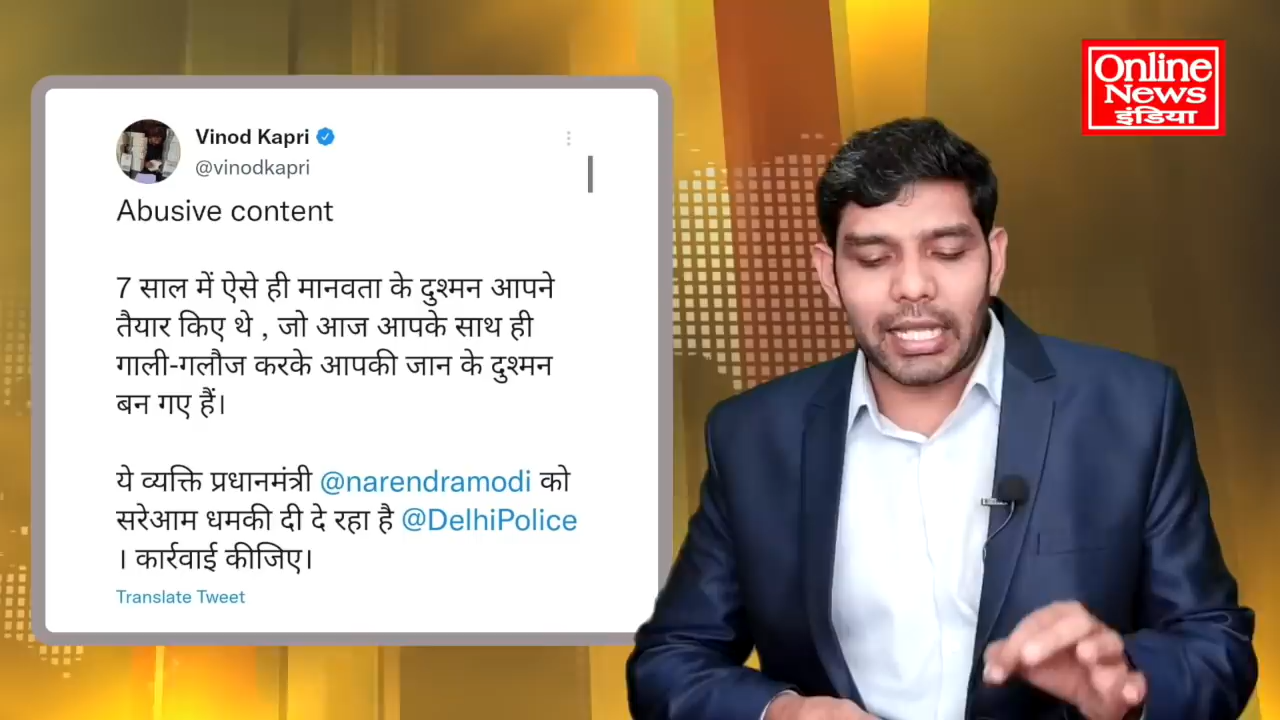 Vinod Kapri
@vinodkapri
Abusive content
7 साल में ऐसे ही मानवता के दुश्मन आपने
तैयार किए थे , जो आज आपके साथ ही
गाली-गलौज करके आपकी जान के दुश्मन
बन गए हैं।
ये व्यक्ति प्रधानमंत्री @narendramodi को
सरेआम धमकी दी दे रहा है @DelhiPolice
। कार्रवाई कीजिए।
Translate Tweet
Online
News
इंडिया